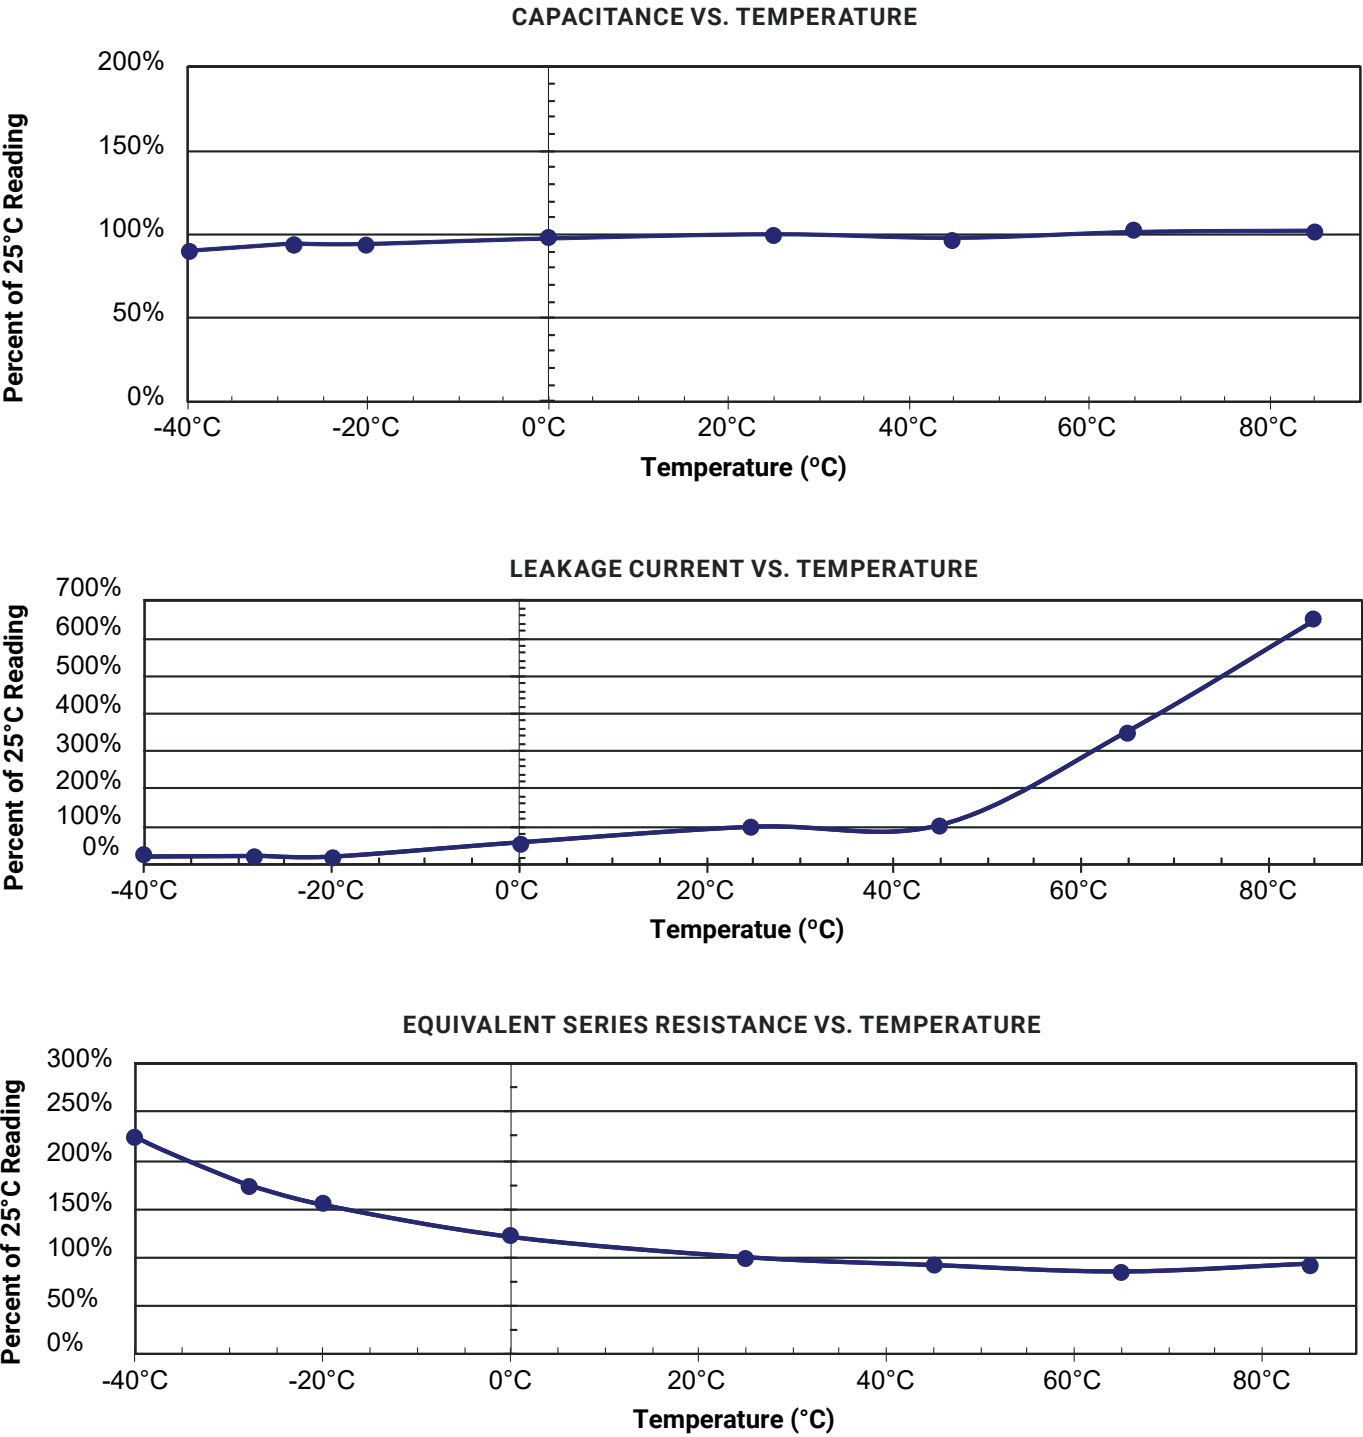 CAPACITANCE VS. TEMPERATURE
Percent of 25°C Reading
200%
150%
100%
50%
0%
-40°C -20°C 0°C 20°C 40°C 60°C 80°C
Temperature (ºC)
LEAKAGE CURRENT VS. TEMPERATURE
Percent of 25°C Reading
700%
600%
500%
400%
300%
200%
100%
0%
-40°C -20°C 0°C 20°C 40°C 60°C 80°C
Temperatue (ºC)
EQUIVALENT SERIES RESISTANCE VS. TEMPERATURE
Percent of 25°C Reading
300%
250%
200%
150%
100%
50%
0%
-40°C -20°C 0°C 20°C 40°C 60°C 80°C
Temperature (°C)